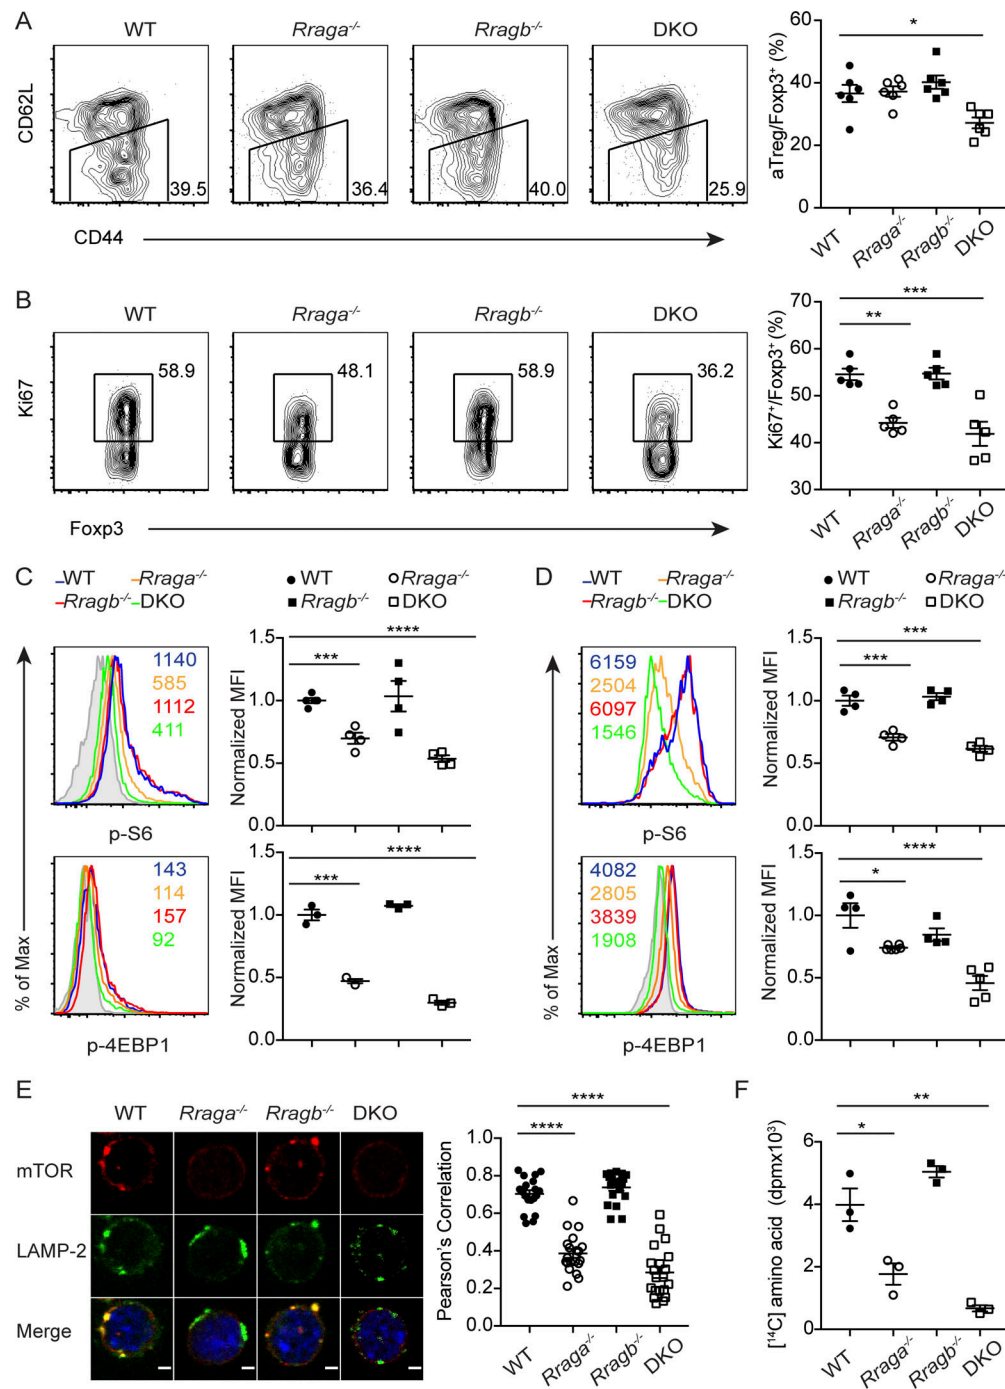 A
WT Rraga-/- Rragb-/- DKO
CD62L
39.5 36.4 40.0 25.9
CD44
aTreg/Foxp3+ (%)
60
40
20
0
*
WT Rraga-/- Rragb-/- DKO
B
WT Rraga-/- Rragb-/- DKO
Ki67
58.9 48.1 58.9 36.2
Foxp3
Ki67+/Foxp3+ (%)
70
60
50
40
30
***
**
WT Rraga-/- Rragb-/- DKO
C
WT Rraga-/-
Rragb-/- DKO
WT Rraga-/-
Rragb-/- DKO
% of Max
1140
585
1112
411
p-S6
Normalized MFI
1.5
1.0
0.5
0.0
****
***
143
114
157
92
p-4EBP1
Normalized MFI
1.5
1.0
0.5
0.0
****
***
D
WT Rraga-/-
Rragb-/- DKO
WT Rraga-/-
Rragb-/- DKO
% of Max
6159
2504
6097
1546
p-S6
Normalized MFI
1.5
1.0
0.5
0.0
***
***
4082
2805
3839
1908
p-4EBP1
Normalized MFI
1.5
1.0
0.5
0.0
****
*
E
WT Rraga-/- Rragb-/- DKO
mTOR
LAMP-2
Merge
Pearson's Correlation
1.0
0.8
0.6
0.4
0.2
0.0
****
****
WT Rraga-/- Rragb-/- DKO
F
[14C] amino acid (dpmx103)
6
4
2
0
**
*
WT Rraga-/- Rragb-/- DKO